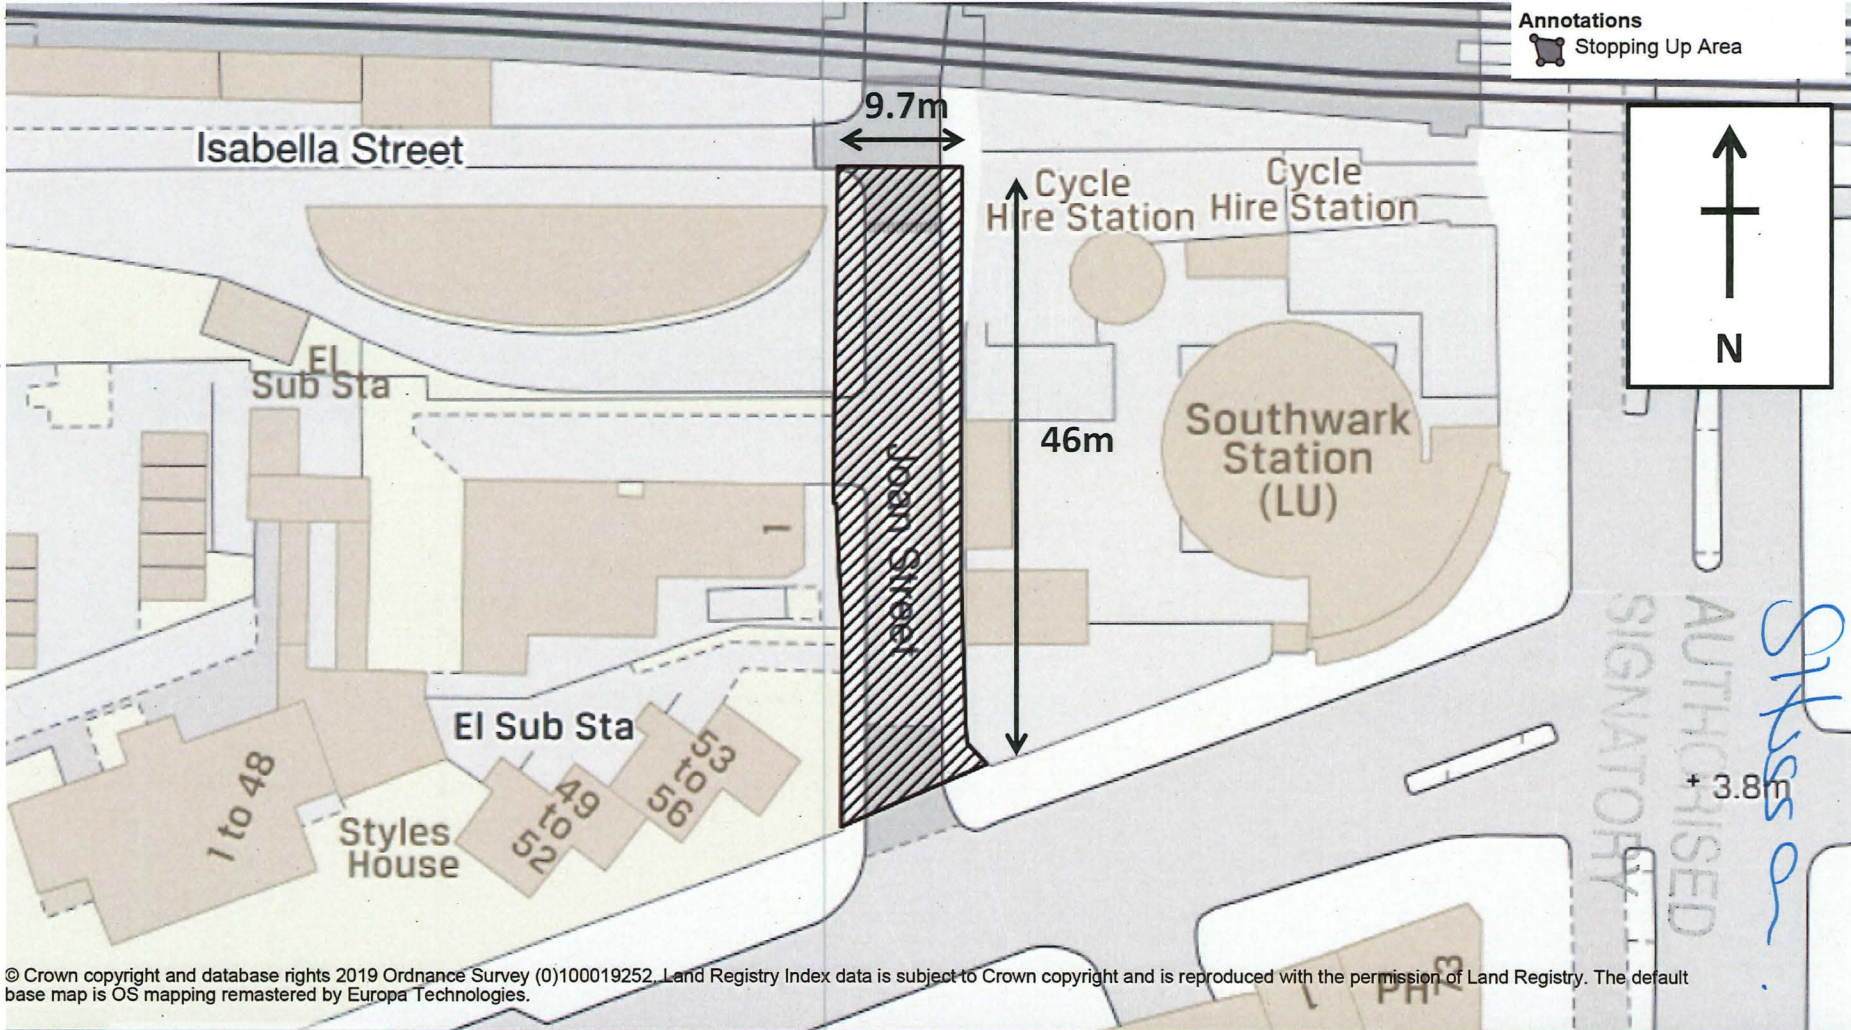 Annotations
Stopping Up Area
9.7m
Isabella Street
Cycle
Hire Station
Cycle
Hire Station
N
El
Sub Sta
46m
Southwark
Station
(LU)
Joan Street
1
El Sub Sta
53
to
56
49
to
52
1 to 48
Styles
House
AUTHORISED
SIGNATORY
+ 3.8m
© Crown copyright and database rights 2019 Ordnance Survey (0)100019252. Land Registry Index data is subject to Crown copyright and is reproduced with the permission of Land Registry. The default
base map is OS mapping remastered by Europa Technologies.
1
PH
73